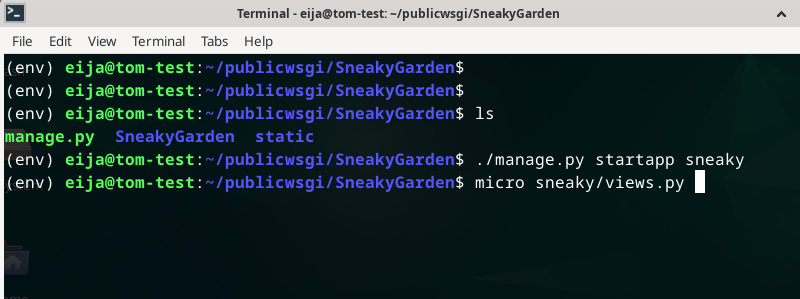 Terminal - eija@tom-test: ~/publicwsgi/SneakyGarden
File Edit View Terminal Tabs Help
(env) eija@tom-test:~/publicwsgi/SneakyGarden$
(env) eija@tom-test:~/publicwsgi/SneakyGarden$
(env) eija@tom-test:~/publicwsgi/SneakyGarden$ ls
manage.py SneakyGarden static
(env) eija@tom-test:~/publicwsgi/SneakyGarden$ ./manage.py startapp sneaky
(env) eija@tom-test:~/publicwsgi/SneakyGarden$ micro sneaky/views.py